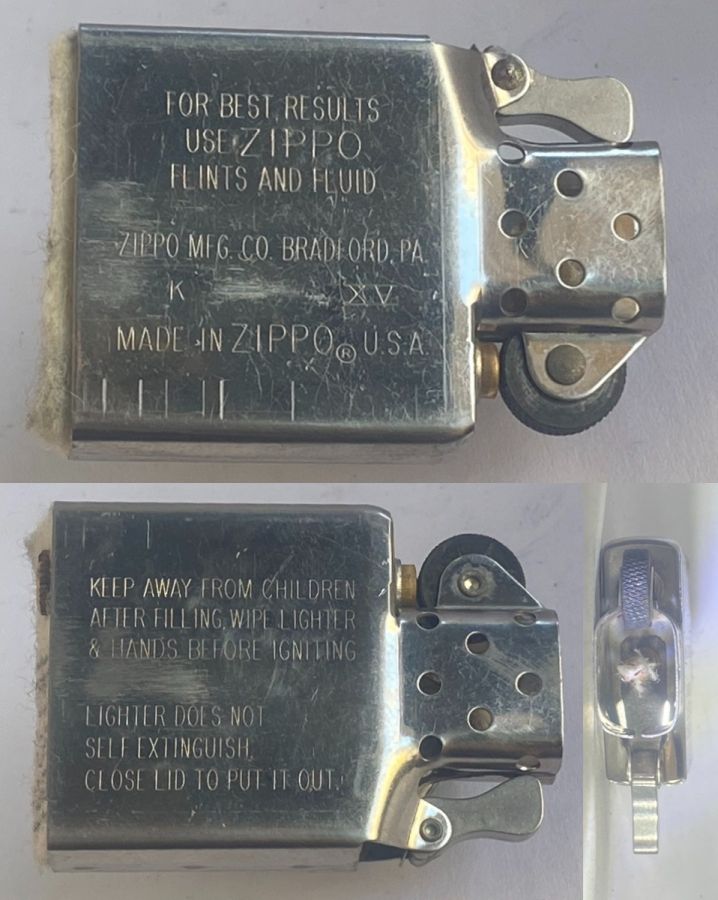 FOR BEST RESULTS
USE ZIPPO
FLINTS AND FLUID
ZIPPO MFG. CO. BRADFORD, PA.
K XV
MADE IN ZIPPO® U.S.A.
KEEP AWAY FROM CHILDREN
AFTER FILLING, WIPE LIGHTER
& HANDS BEFORE IGNITING
LIGHTER DOES NOT
SELF EXTINGUISH.
CLOSE LID TO PUT IT OUT.